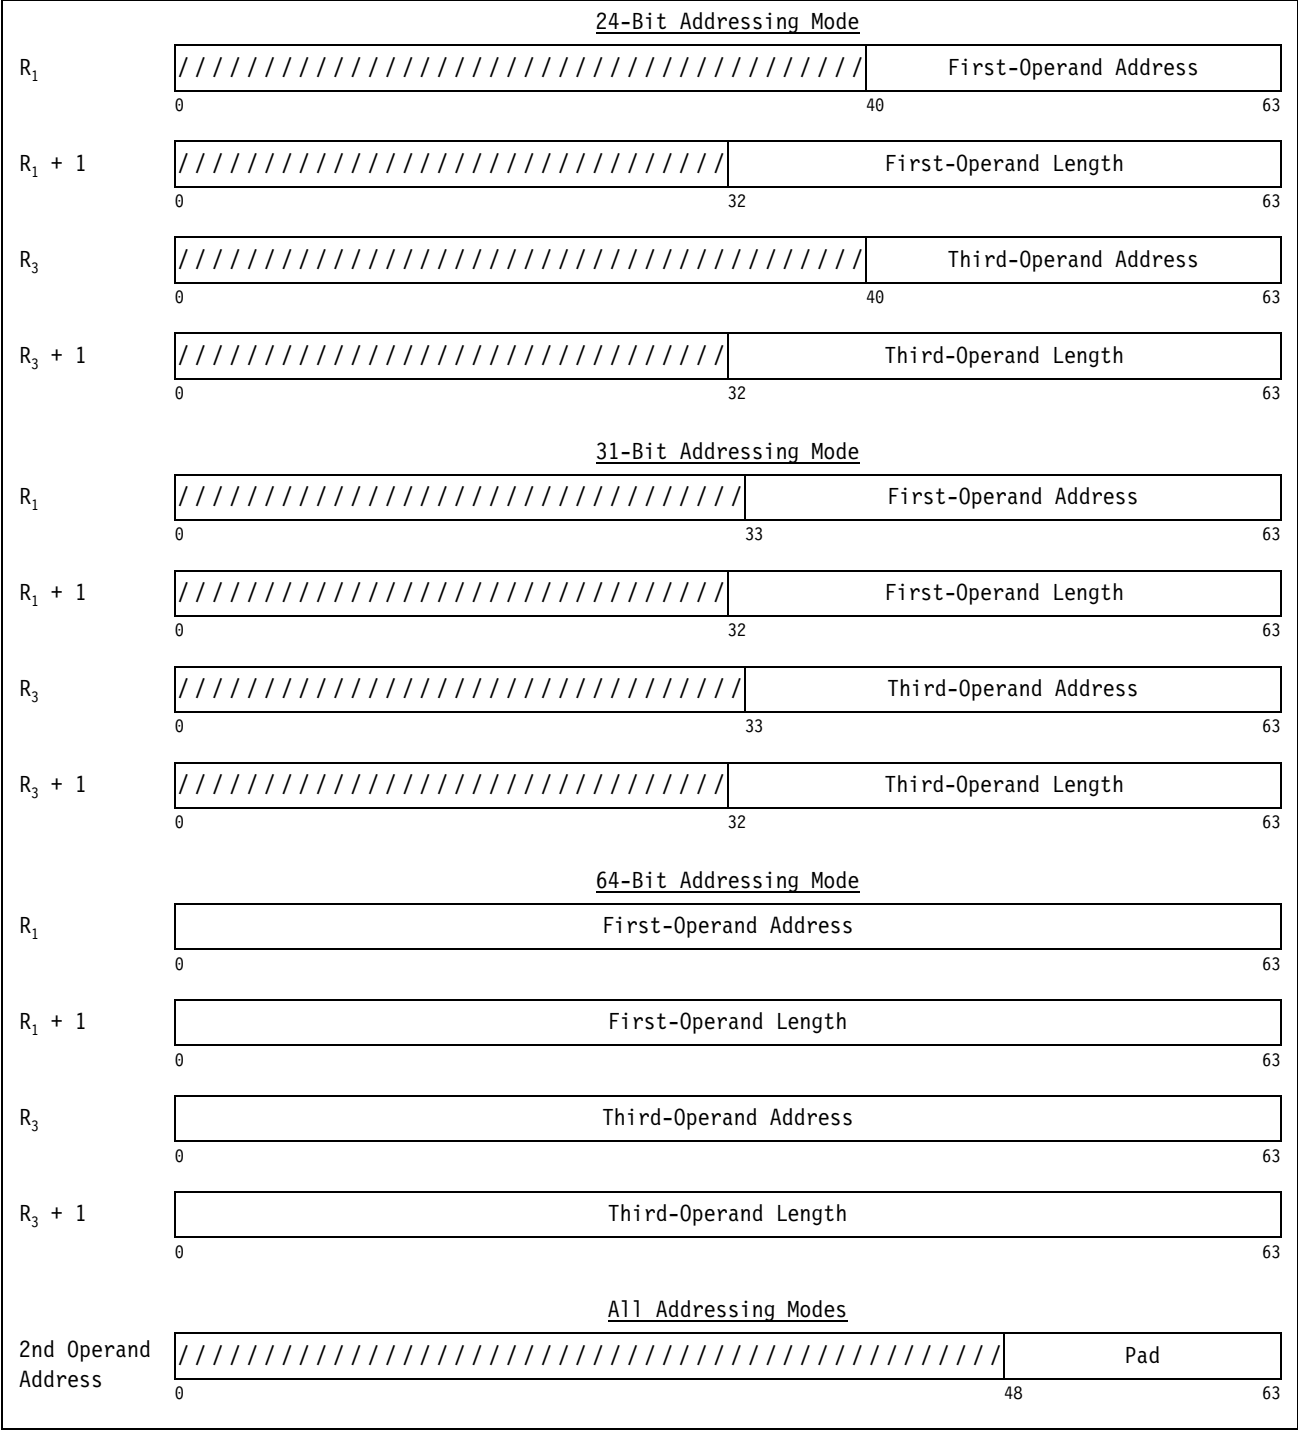 24-Bit Addressing Mode
R₁ //////////////////////////////////////// First-Operand Address
0 40 63
R₁ + 1 //////////////////////////////// First-Operand Length
0 32 63
R₃ //////////////////////////////////////// Third-Operand Address
0 40 63
R₃ + 1 //////////////////////////////// Third-Operand Length
0 32 63
31-Bit Addressing Mode
R₁ ///////////////////////////////// First-Operand Address
0 33 63
R₁ + 1 //////////////////////////////// First-Operand Length
0 32 63
R₃ ///////////////////////////////// Third-Operand Address
0 33 63
R₃ + 1 //////////////////////////////// Third-Operand Length
0 32 63
64-Bit Addressing Mode
R₁ First-Operand Address
0 63
R₁ + 1 First-Operand Length
0 63
R₃ Third-Operand Address
0 63
R₃ + 1 Third-Operand Length
0 63
All Addressing Modes
2nd Operand //////////////////////////////////////////////// Pad
Address
0 48 63